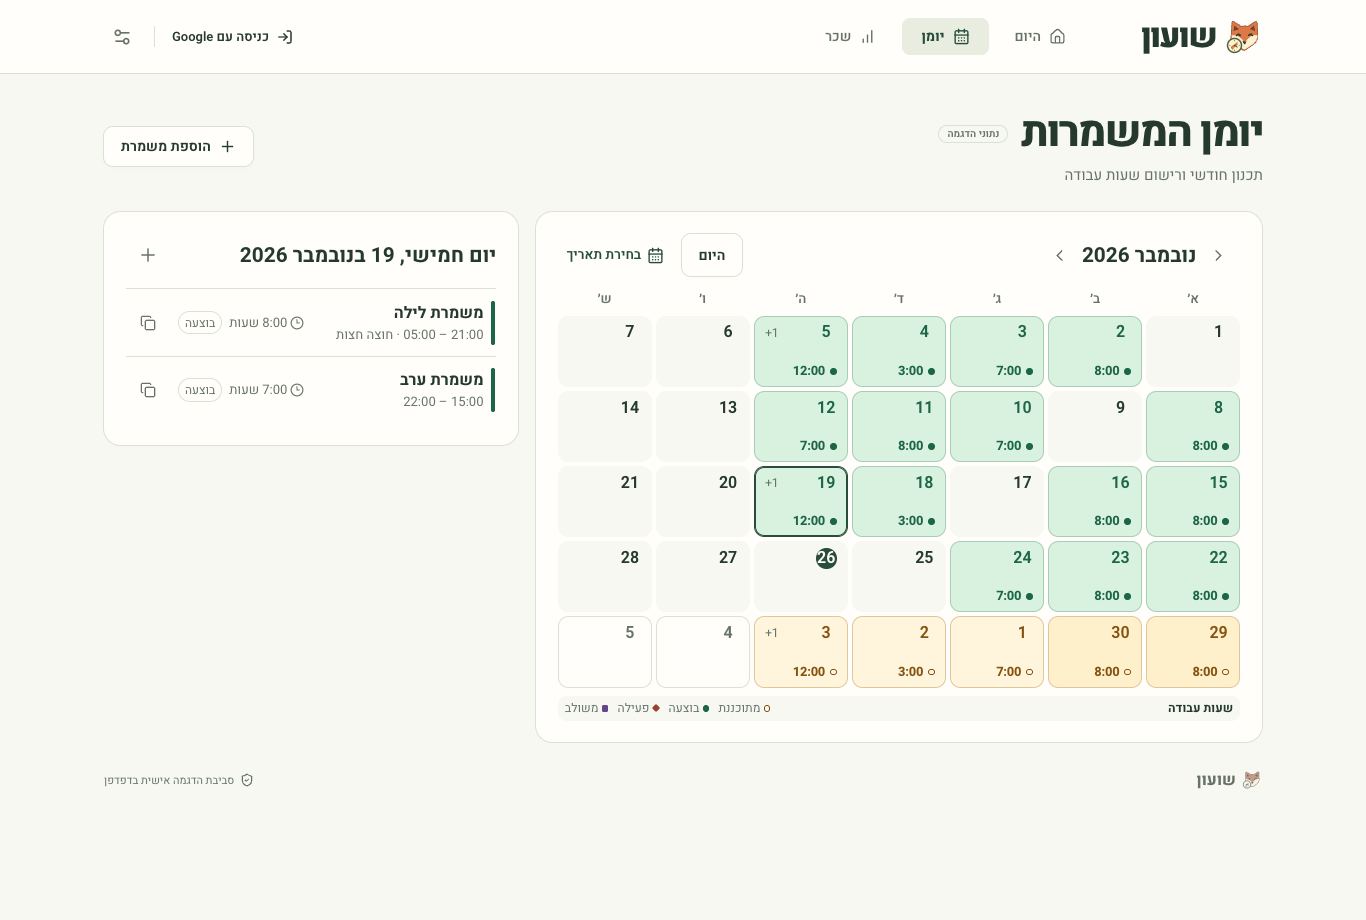 שועון
היום
יומן
שכר
כניסה עם Google
יומן המשמרות
נתוני הדגמה
תכנון חודשי ורישום שעות עבודה
הוספת משמרת
נובמבר 2026
היום
בחירת תאריך
א׳ ב׳ ג׳ ד׳ ה׳ ו׳ ש׳
1 2 3 4 5 +1 6 7
8:00 7:00 3:00 12:00
8 9 10 11 12 13 14
8:00 7:00 8:00 7:00
15 16 17 18 19 +1 20 21
8:00 8:00 3:00 12:00
22 23 24 25 26 27 28
8:00 8:00 7:00
29 30 1 2 3 +1 4 5
8:00 8:00 7:00 3:00 12:00
שעות עבודה
מתוכננת בוצעה פעילה משולב
יום חמישי, 19 בנובמבר 2026
משמרת לילה
21:00 – 05:00 · חוצה חצות
8:00 שעות
בוצעה
משמרת ערב
15:00 – 22:00
7:00 שעות
בוצעה
שועון
סביבת הדגמה אישית בדפדפן